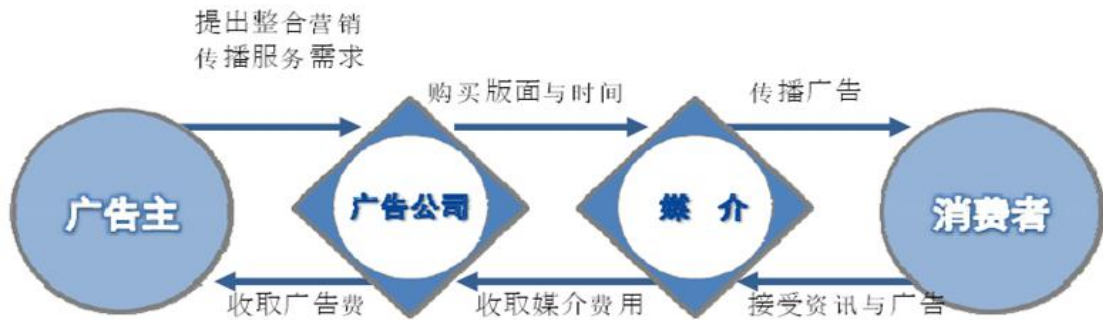 提出整合营销
传播服务需求
购买版面与时间
传播广告
广告主
广告公司
媒 介
消费者
收取广告费
收取媒介费用
接受资讯与广告